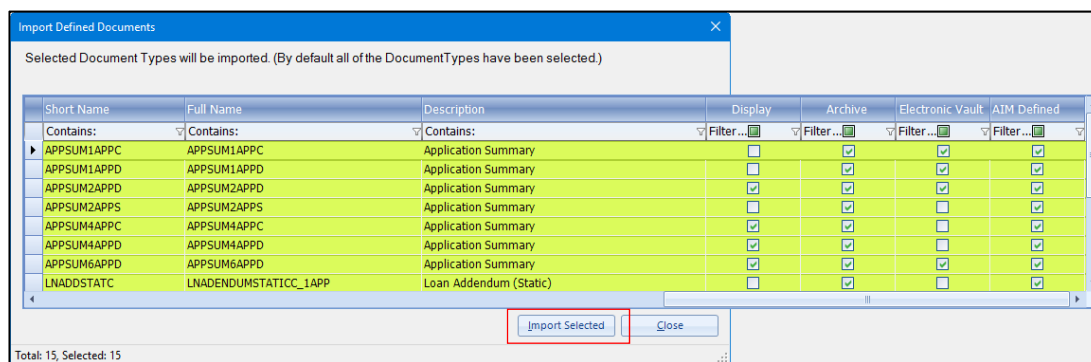 Import Defined Documents
Selected Document Types will be imported. (By default all of the DocumentTypes have been selected.)
Short Name Full Name Description Display Archive Electronic Vault AIM Defined
Contains: Contains: Contains: Filter... Filter... Filter... Filter...
APPSUM1APPC APPSUM1APPC Application Summary
APPSUM1APPD APPSUM1APPD Application Summary
APPSUM2APPD APPSUM2APPD Application Summary
APPSUM2APPS APPSUM2APPS Application Summary
APPSUM4APPC APPSUM4APPC Application Summary
APPSUM4APPD APPSUM4APPD Application Summary
APPSUM6APPD APPSUM6APPD Application Summary
LNADDSTATC LNADENDUMSTATICC_1APP Loan Addendum (Static)
Import Selected Close
Total: 15, Selected: 15